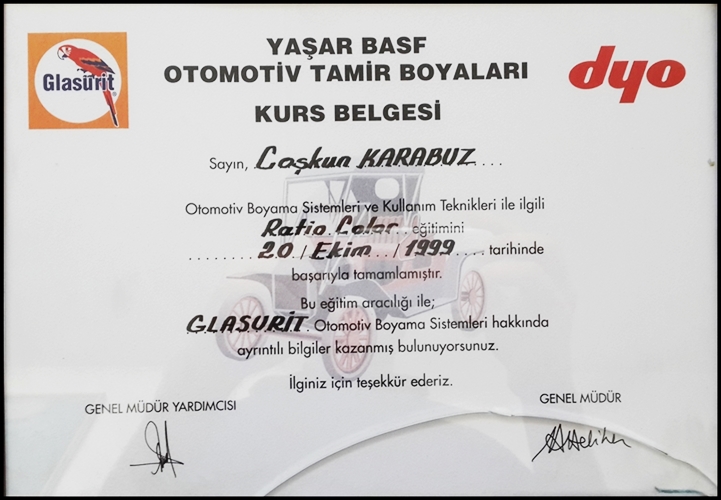 Glasurit
YAŞAR BASF
OTOMOTİV TAMİR BOYALARI
dyo
KURS BELGESİ
Sayın, Coşkun KARABUZ
Otomotiv Boyama Sistemleri ve Kullanım Teknikleri ile ilgili
Ratio Color eğitimini
20 / Ekim / 1999 tarihinde
başarıyla tamamlamıştır.
Bu eğitim aracılığı ile;
GLASURİT. Otomotiv Boyama Sistemleri hakkında
ayrıntılı bilgiler kazanmış bulunuyorsunuz.
İlginiz için teşekkür ederiz.
GENEL MÜDÜR YARDIMCISI
GENEL MÜDÜR